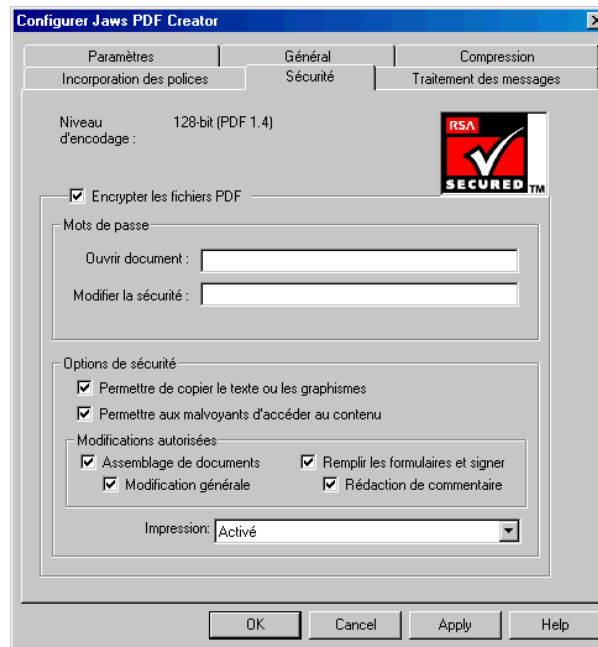 Configurer Jaws PDF Creator
Paramètres Général Compression
Incorporation des polices Sécurité Traitement des messages
Niveau d'encodage : 128-bit (PDF 1.4)
RSA
SECURED TM
Encrypter les fichiers PDF
Mots de passe
Ouvrir document :
Modifier la sécurité :
Options de sécurité
Permettre de copier le texte ou les graphismes
Permettre aux malvoyants d'accéder au contenu
Modifications autorisées
Assemblage de documents Remplir les formulaires et signer
Modification générale Rédaction de commentaire
Impression: Activé
OK Cancel Apply Help